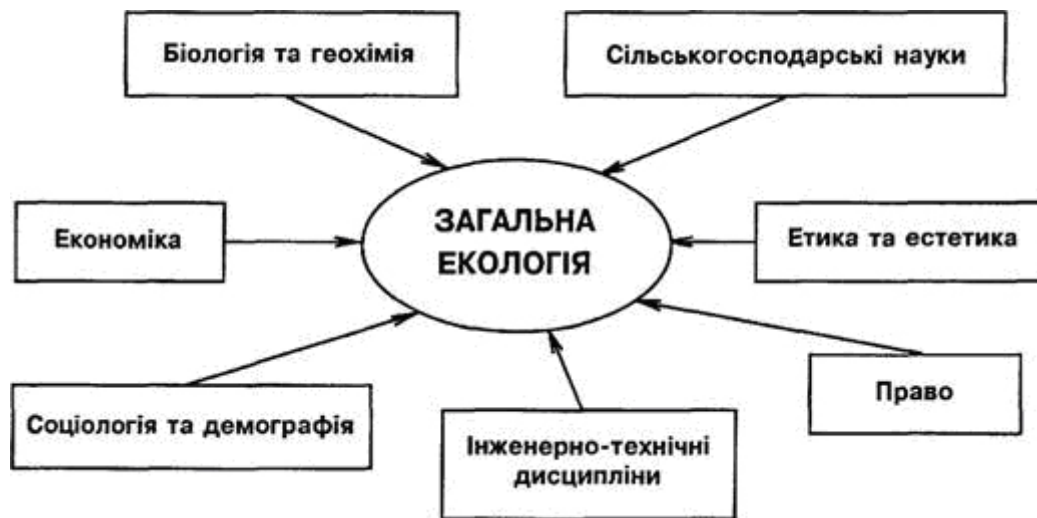 Біологія та геохімія
Сільськогосподарські науки
ЗАГАЛЬНА
ЕКОЛОГІЯ
Економіка
Етика та естетика
Соціологія та демографія
Інженерно-технічні
дисципліни
Право